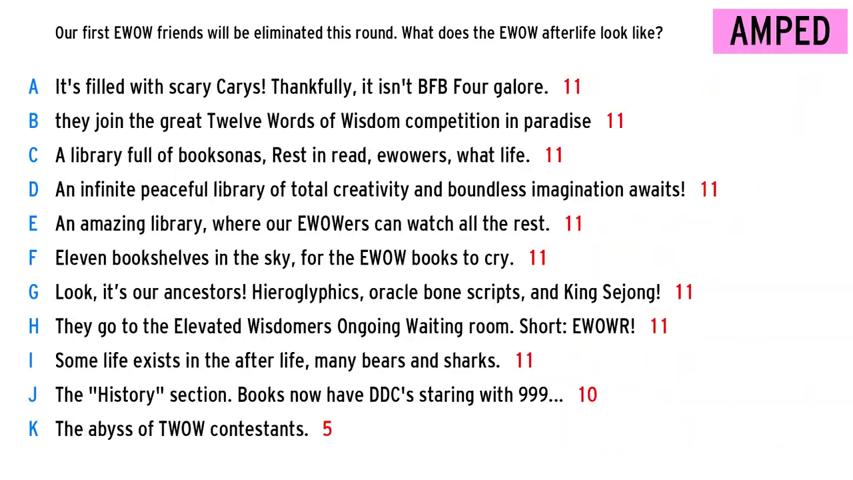 Our first EWOW friends will be eliminated this round. What does the EWOW afterlife look like?
AMPED
A It's filled with scary Carys! Thankfully, it isn't BFB Four galore. 11
B they join the great Twelve Words of Wisdom competition in paradise 11
C A library full of booksonas, Rest in read, ewowers, what life. 11
D An infinite peaceful library of total creativity and boundless imagination awaits! 11
E An amazing library, where our EWOWers can watch all the rest. 11
F Eleven bookshelves in the sky, for the EWOW books to cry. 11
G Look, it’s our ancestors! Hieroglyphics, oracle bone scripts, and King Sejong! 11
H They go to the Elevated Wisdomers Ongoing Waiting room. Short: EWOWR! 11
I Some life exists in the after life, many bears and sharks. 11
J The "History" section. Books now have DDC's staring with 999... 10
K The abyss of TWOW contestants. 5